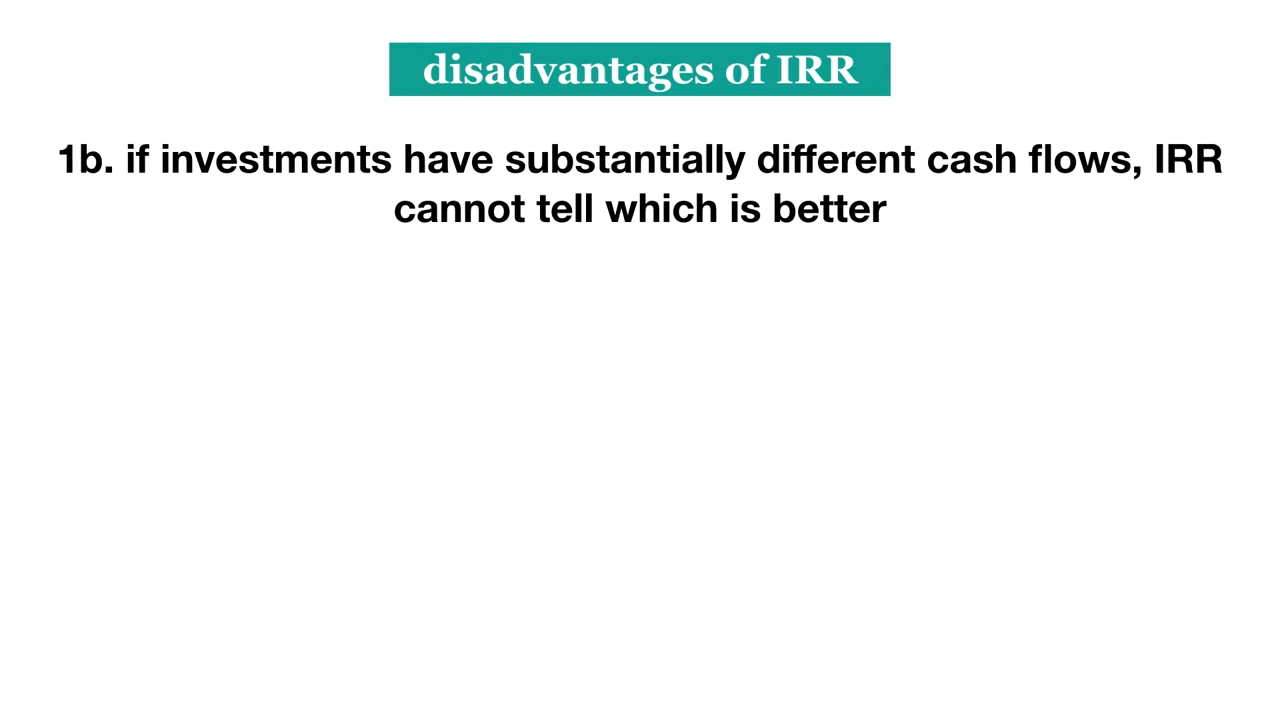 disadvantages of IRR
1b. if investments have substantially different cash flows, IRR
cannot tell which is better